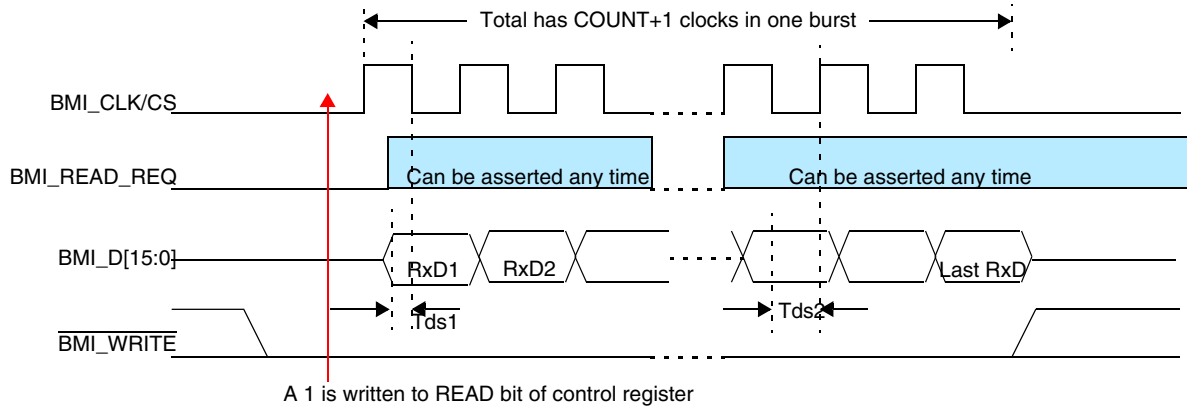 Total has COUNT+1 clocks in one burst
BMI_CLK/CS
BMI_READ_REQ
Can be asserted any time
Can be asserted any time
BMI_D[15:0]
RxD1
RxD2
Last RxD
Tds1
Tds2
BMI_WRITE
A 1 is written to READ bit of control register